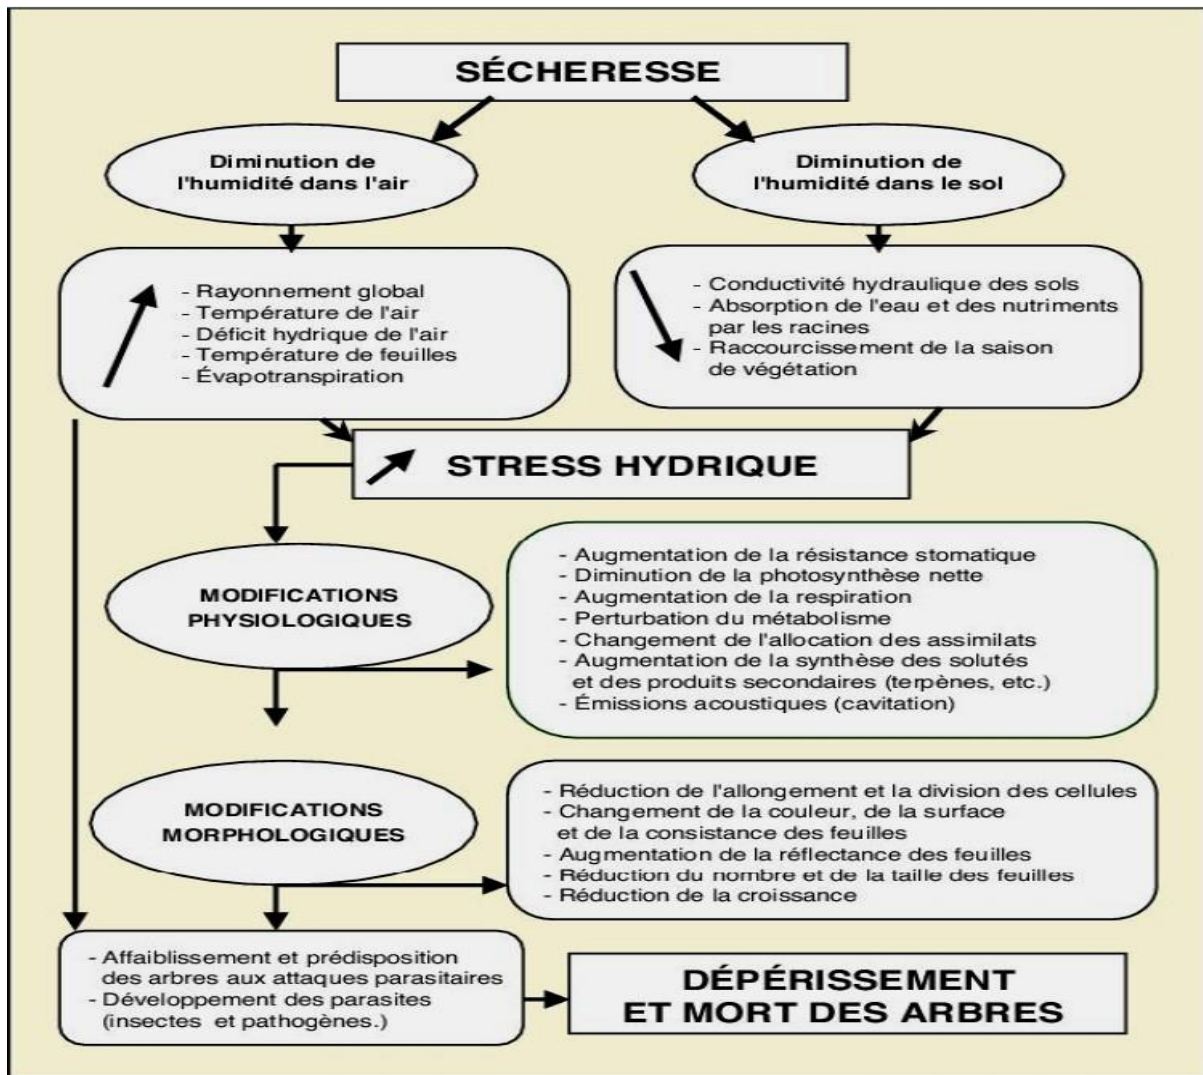 SÉCHERESSE
Diminution de
l'humidité dans l'air
Diminution de
l'humidité dans le sol
- Rayonnement global
- Température de l'air
- Déficit hydrique de l'air
- Température de feuilles
- Évapotranspiration
- Conductivité hydraulique des sols
- Absorption de l'eau et des nutriments
par les racines
- Raccourcissement de la saison
de végétation
STRESS HYDRIQUE
MODIFICATIONS
PHYSIOLOGIQUES
- Augmentation de la résistance stomatique
- Diminution de la photosynthèse nette
- Augmentation de la respiration
- Perturbation du métabolisme
- Changement de l'allocation des assimilats
- Augmentation de la synthèse des solutés
et des produits secondaires (terpènes, etc.)
- Émissions acoustiques (cavitation)
MODIFICATIONS
MORPHOLOGIQUES
- Réduction de l'allongement et la division des cellules
- Changement de la couleur, de la surface
et de la consistance des feuilles
- Augmentation de la réflectance des feuilles
- Réduction du nombre et de la taille des feuilles
- Réduction de la croissance
- Affaiblissement et prédisposition
des arbres aux attaques parasitaires
- Développement des parasites
(insectes et pathogènes.)
DÉPÉRISSEMENT
ET MORT DES ARBRES